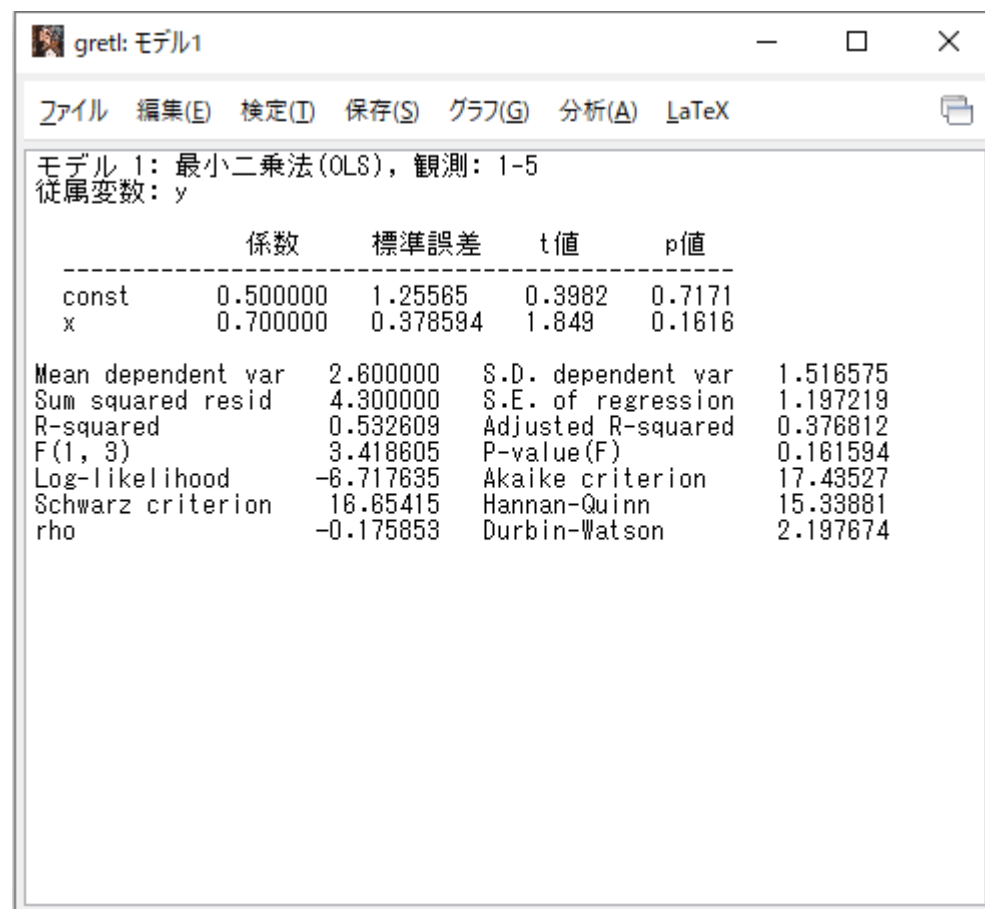 gretl: モデル1
ファイル 編集(E) 検定(T) 保存(S) グラフ(G) 分析(A) LaTeX
モデル 1: 最小二乗法(OLS), 観測: 1-5
従属変数: y
係数 標準誤差 t値 p値
-------------------------------------------------
const 0.500000 1.25565 0.3982 0.7171
x 0.700000 0.378594 1.849 0.1616
Mean dependent var 2.600000 S.D. dependent var 1.516575
Sum squared resid 4.300000 S.E. of regression 1.197219
R-squared 0.532609 Adjusted R-squared 0.376812
F(1, 3) 3.418605 P-value(F) 0.161594
Log-likelihood -6.717635 Akaike criterion 17.43527
Schwarz criterion 16.65415 Hannan-Quinn 15.33881
rho -0.175853 Durbin-Watson 2.197674